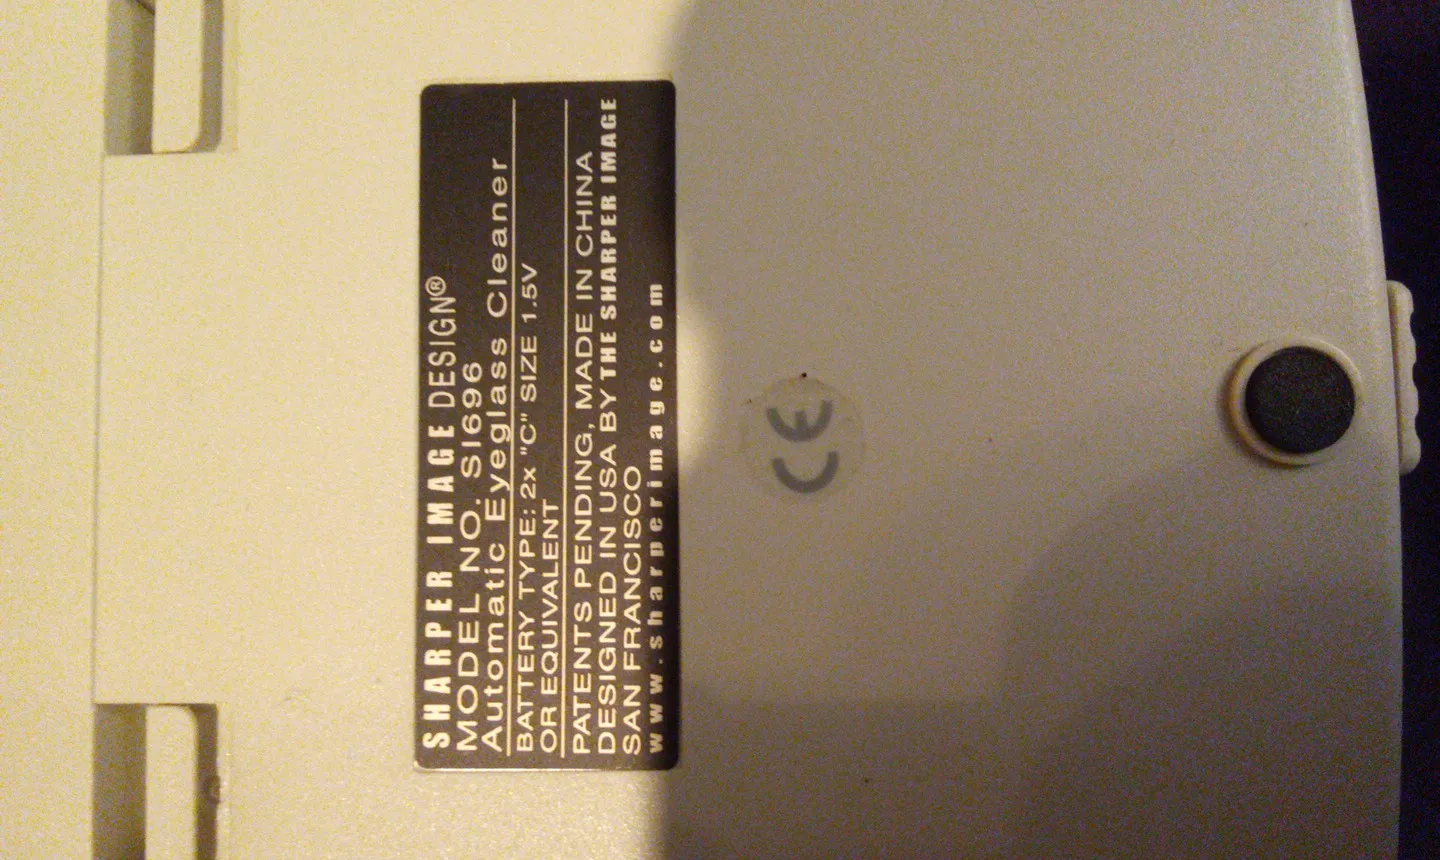 SHARPER IMAGE DESIGN®
MODEL NO. SI696
Automatic Eyeglass Cleaner
BATTERY TYPE: 2x "C" SIZE 1.5V
OR EQUIVALENT
PATENTS PENDING, MADE IN CHINA
DESIGNED IN USA BY THE SHARPER IMAGE
SAN FRANCISCO
www.sharperimage.com
CE